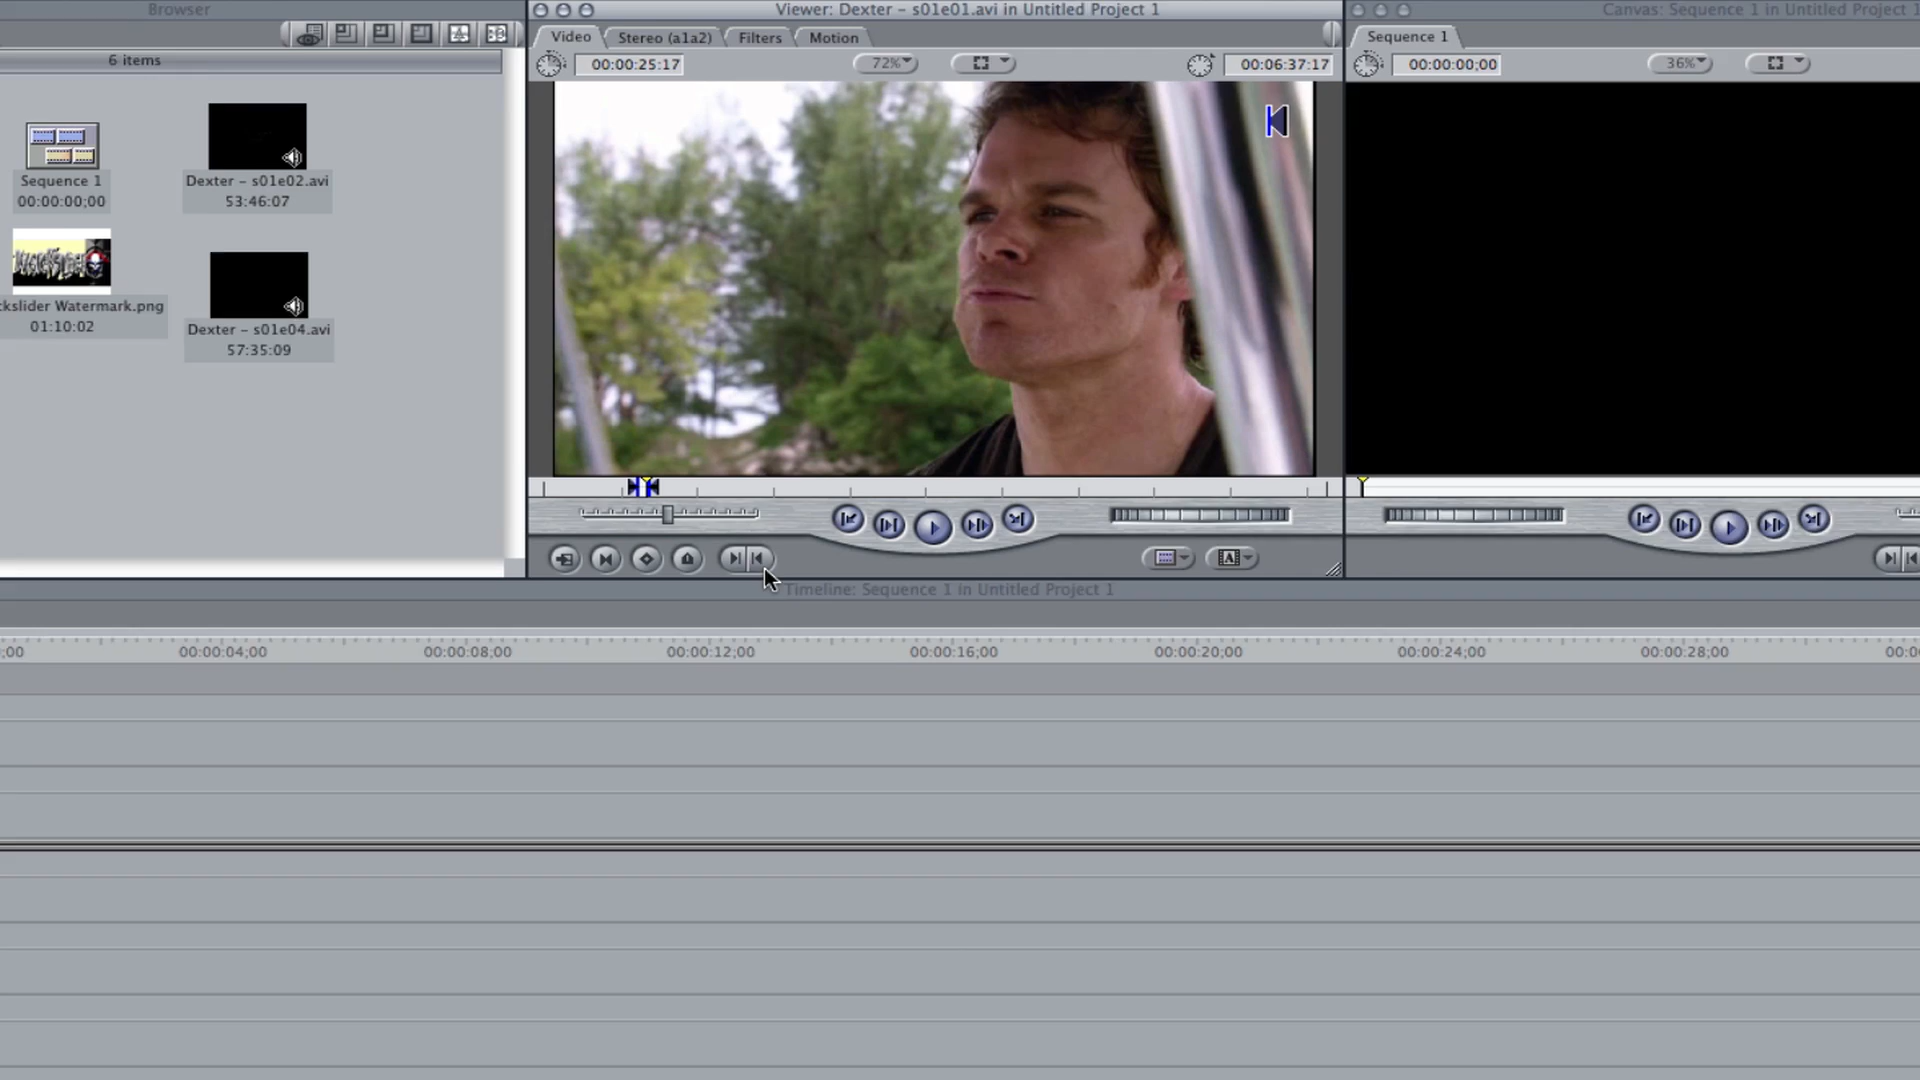 Browser
6 items
Sequence 1
00:00:00;00
Dexter - s01e02.avi
53:46:07
ckslider Watermark.png
01:10:02
Dexter - s01e04.avi
57:35:09
Viewer: Dexter - s01e01.avi in Untitled Project 1
Video
Stereo (a1a2)
Filters
Motion
00:00:25:17
72%
00:06:37:17
Canvas: Sequence 1 in Untitled Project 1
Sequence 1
00:00:00;00
36%
A
Timeline: Sequence 1 in Untitled Project 1
;00
00:00:04;00
00:00:08;00
00:00:12;00
00:00:16;00
00:00:20;00
00:00:24;00
00:00:28;00
00:0